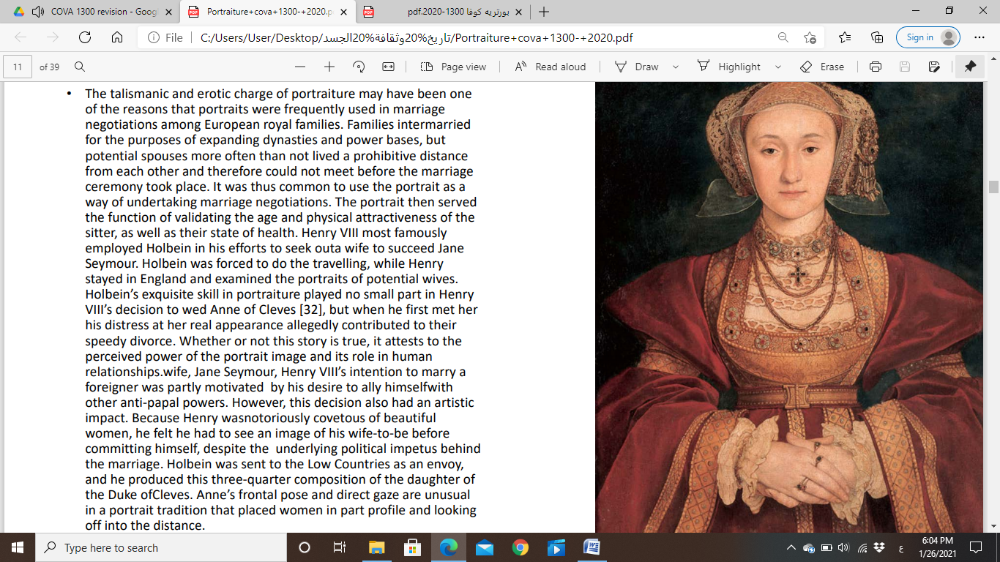 COVA 1300 revision - Googl
Portraiture+cova+1300-+2020.p
بورتريه كوفا 1300-2020.pdf
File
C:/Users/User/Desktop/تاريخ%20وثقافة%20الجسد/Portraiture+cova+1300-+2020.pdf
Sign in
11 of 39
Page view
Read aloud
Draw
Highlight
Erase
• The talismanic and erotic charge of portraiture may have been one
of the reasons that portraits were frequently used in marriage
negotiations among European royal families. Families intermarried
for the purposes of expanding dynasties and power bases, but
potential spouses more often than not lived a prohibitive distance
from each other and therefore could not meet before the marriage
ceremony took place. It was thus common to use the portrait as a
way of undertaking marriage negotiations. The portrait then served
the function of validating the age and physical attractiveness of the
sitter, as well as their state of health. Henry VIII most famously
employed Holbein in his efforts to seek outa wife to succeed Jane
Seymour. Holbein was forced to do the travelling, while Henry
stayed in England and examined the portraits of potential wives.
Holbein’s exquisite skill in portraiture played no small part in Henry
VIII’s decision to wed Anne of Cleves [32], but when he first met her
his distress at her real appearance allegedly contributed to their
speedy divorce. Whether or not this story is true, it attests to the
perceived power of the portrait image and its role in human
relationships.wife, Jane Seymour, Henry VIII’s intention to marry a
foreigner was partly motivated  by his desire to ally himselfwith
other anti-papal powers. However, this decision also had an artistic
impact. Because Henry wasnotoriously covetous of beautiful
women, he felt he had to see an image of his wife-to-be before
committing himself, despite the  underlying political impetus behind
the marriage. Holbein was sent to the Low Countries as an envoy,
and he produced this three-quarter composition of the daughter of
the Duke ofCleves. Anne’s frontal pose and direct gaze are unusual
in a portrait tradition that placed women in part profile and looking
off into the distance.
Type here to search
ع
6:04 PM
1/26/2021